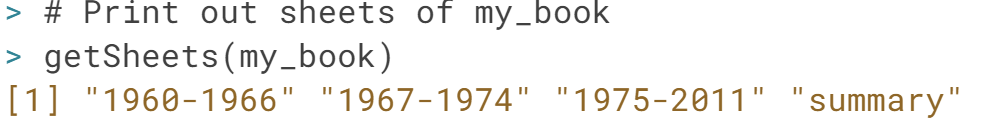 > # Print out sheets of my_book
> getSheets(my_book)
[1] "1960-1966" "1967-1974" "1975-2011" "summary"